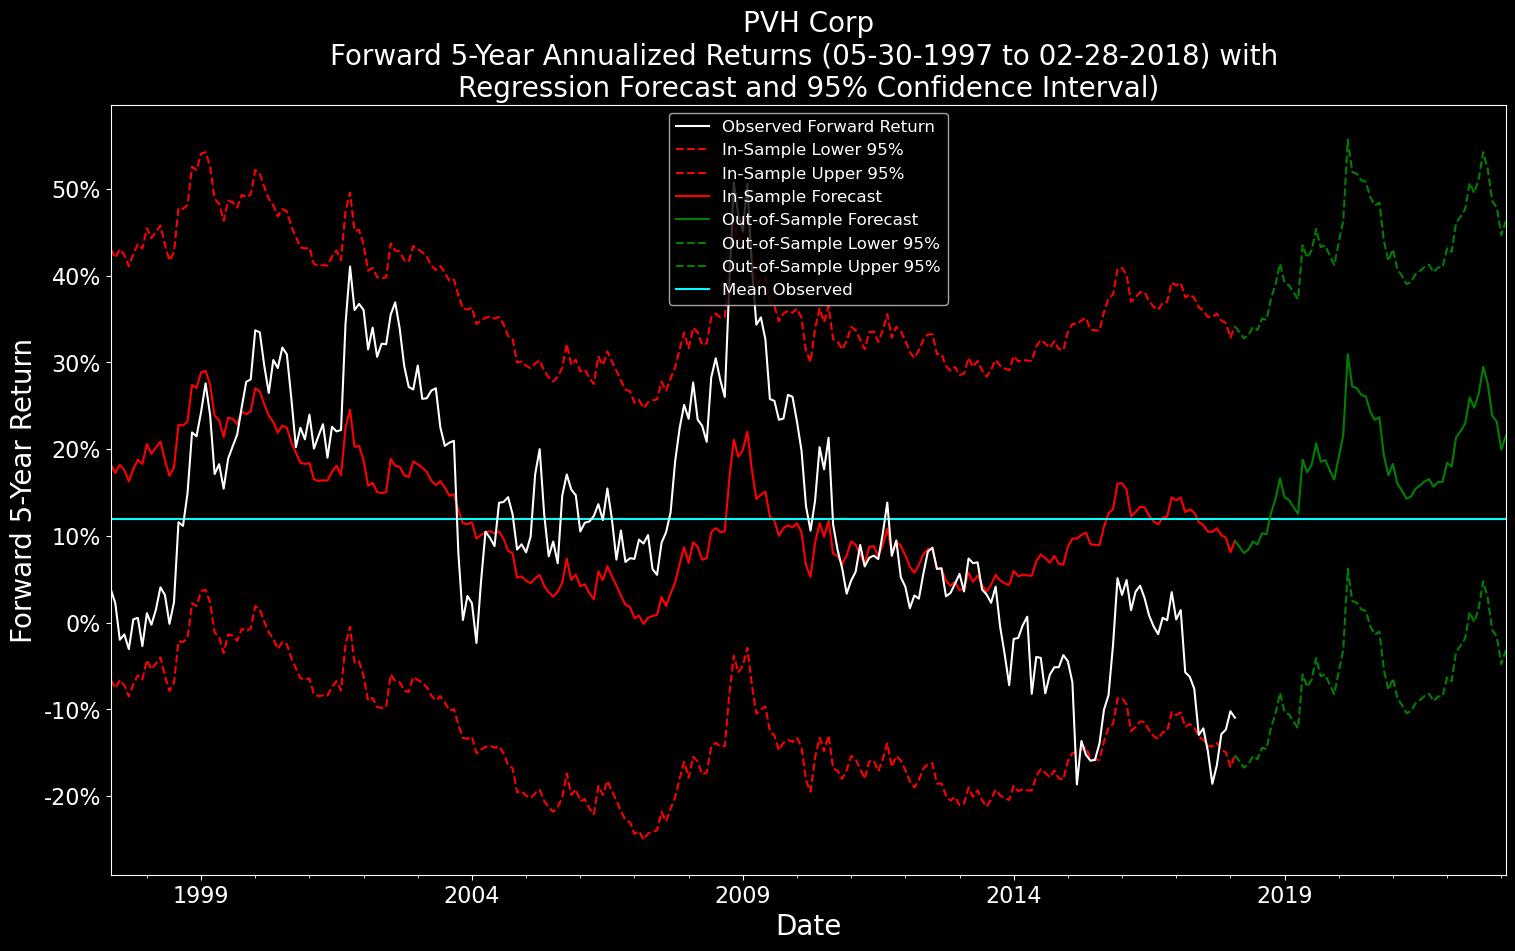 PVH Corp
Forward 5-Year Annualized Returns (05-30-1997 to 02-28-2018) with
Regression Forecast and 95% Confidence Interval)
Observed Forward Return
In-Sample Lower 95%
In-Sample Upper 95%
In-Sample Forecast
Out-of-Sample Forecast
Out-of-Sample Lower 95%
Out-of-Sample Upper 95%
Mean Observed
Forward 5-Year Return
50%
40%
30%
20%
10%
0%
-10%
-20%
1999
2004
2009
2014
2019
Date